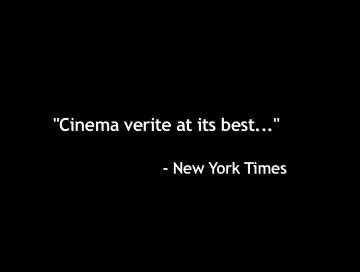 "Cinema verite at its best..."
- New York Times